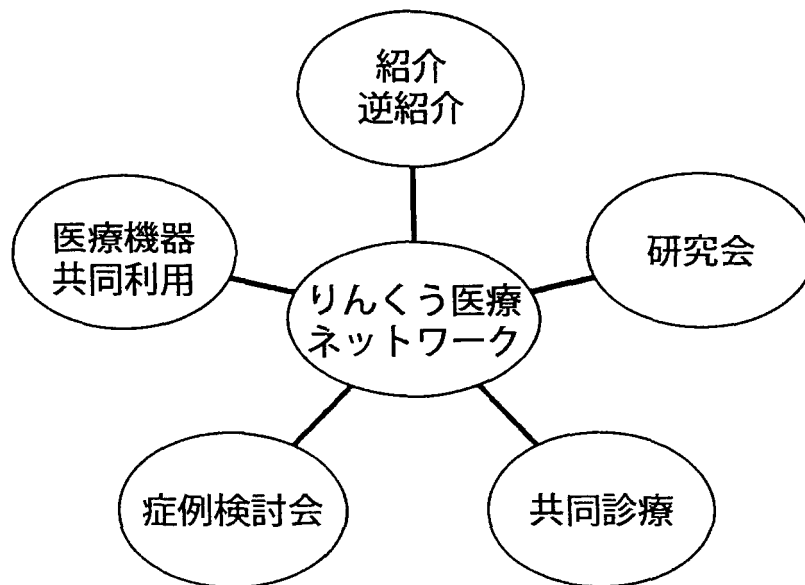 紹介
逆紹介
医療機器
共同利用
研究会
りんくう医療
ネットワーク
症例検討会
共同診療